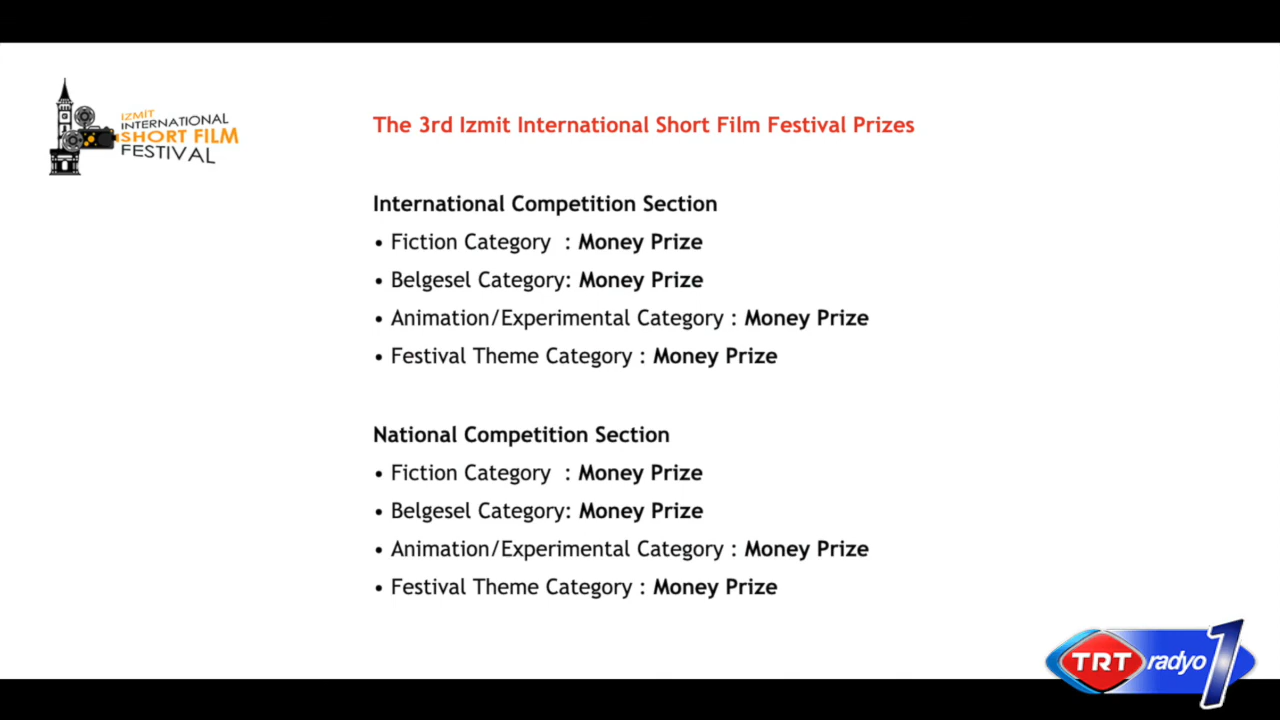 IZMIT
INTERNATIONAL
SHORT FILM
FESTIVAL
The 3rd Izmit International Short Film Festival Prizes
International Competition Section
• Fiction Category : Money Prize
• Belgesel Category: Money Prize
• Animation/Experimental Category : Money Prize
• Festival Theme Category : Money Prize
National Competition Section
• Fiction Category : Money Prize
• Belgesel Category: Money Prize
• Animation/Experimental Category : Money Prize
• Festival Theme Category : Money Prize
TRT radyo 1